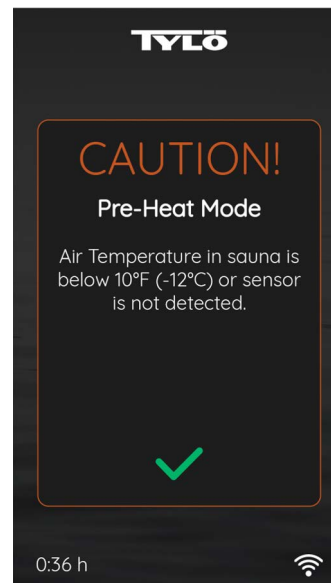 TYLÖ
CAUTION!
Pre-Heat Mode
Air Temperature in sauna is
below 10°F (-12°C) or sensor
is not detected.
0:36 h